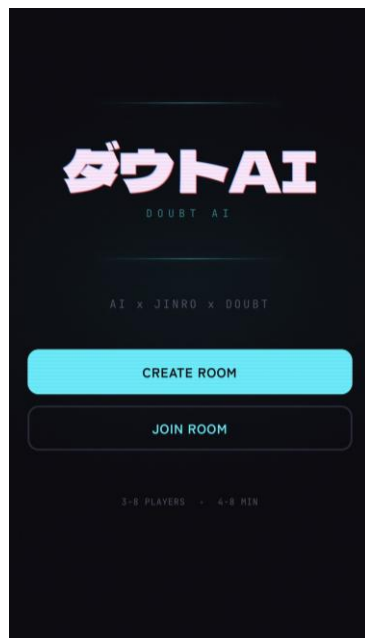 ダウトAI
DOUBT AI
AI x JINRO x DOUBT
CREATE ROOM
JOIN ROOM
3-8 PLAYERS · 4-8 MIN